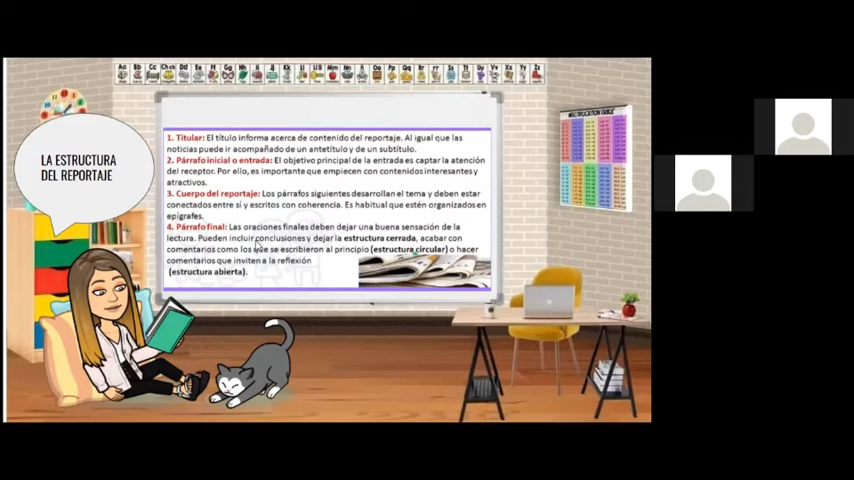 LA ESTRUCTURA
DEL REPORTAJE
1. Titular: El título informa acerca de contenido del reportaje. Al igual que las
noticias puede ir acompañado de un antetítulo y de un subtítulo.
2. Párrafo inicial o entrada: El objetivo principal de la entrada es captar la atención
del receptor. Por ello, es importante que empiecen con contenidos interesantes y
atractivos.
3. Cuerpo del reportaje: Los párrafos siguientes desarrollan el tema y deben estar
conectados entre sí y escritos con coherencia. Es habitual que estén organizados en
epígrafes.
4. Párrafo final: Las oraciones finales deben dejar una buena sensación de la
lectura. Pueden incluir conclusiones y dejar la estructura cerrada, acabar con
comentarios como los que se escribieron al principio (estructura circular) o hacer
comentarios que inviten a la reflexión
(estructura abierta).
MULTIPLICATION TABLE